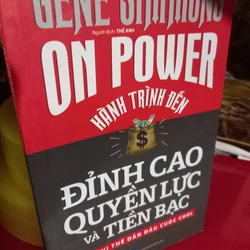 GENE SIMMONS
Người dịch: THẾ ANH
ON POWER
HÀNH TRÌNH ĐẾN
$
ĐỈNH CAO
QUYỀN LỰC
VÀ TIỀN BẠC
THẾ DẪN ĐẦU CUỘC CHƠI